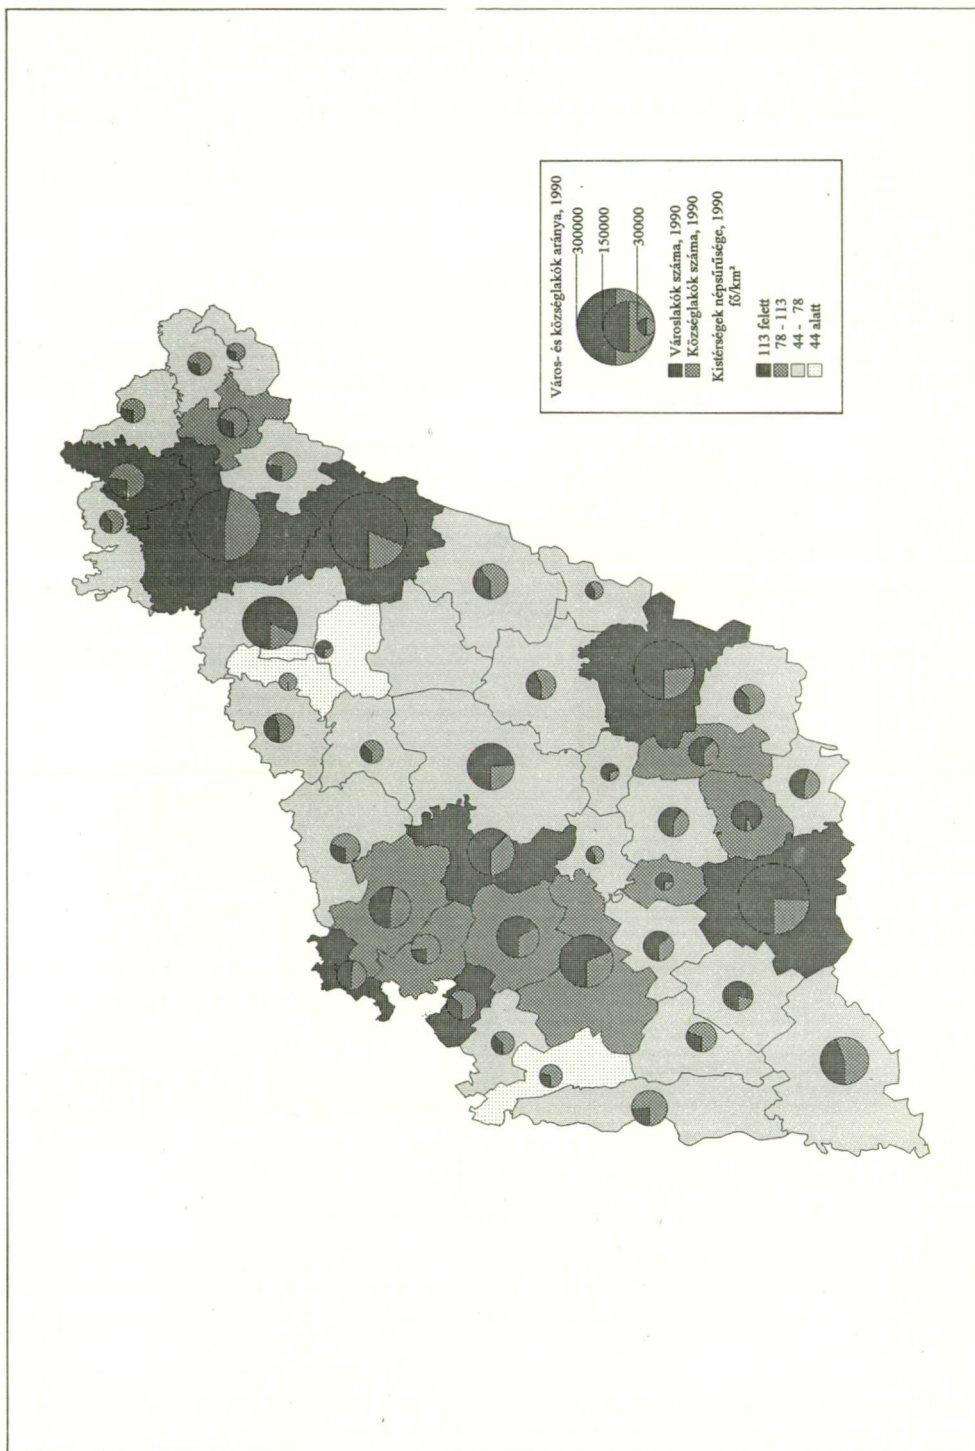 Város- és községlakók aránya, 1990
300000
150000
30000
Városlakók száma, 1990
Községlakók száma, 1990
Kistérségek népsűrűsége, 1990
fő/km²
113 felett
78 - 113
44 - 78
44 alatt